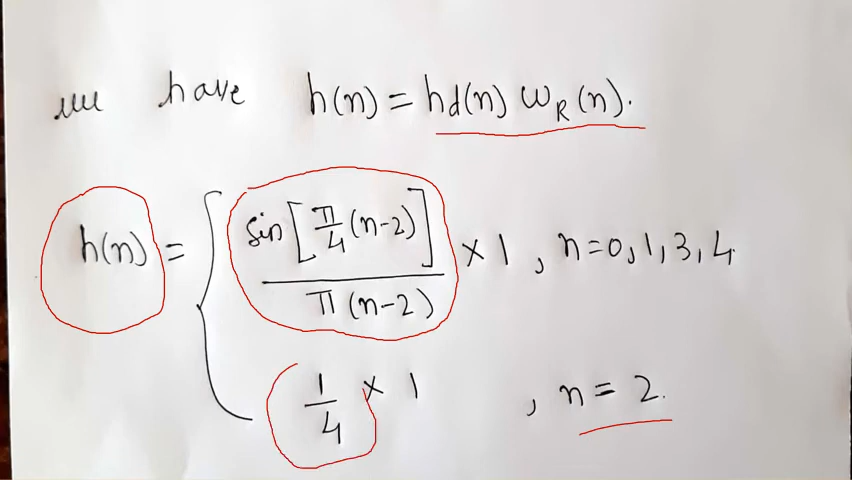 we have h(n) = hd(n) ωR(n).
h(n) = { sin[π/4 (n-2)] / π(n-2) × 1 , n=0,1,3,4.
1/4 × 1 , n = 2.